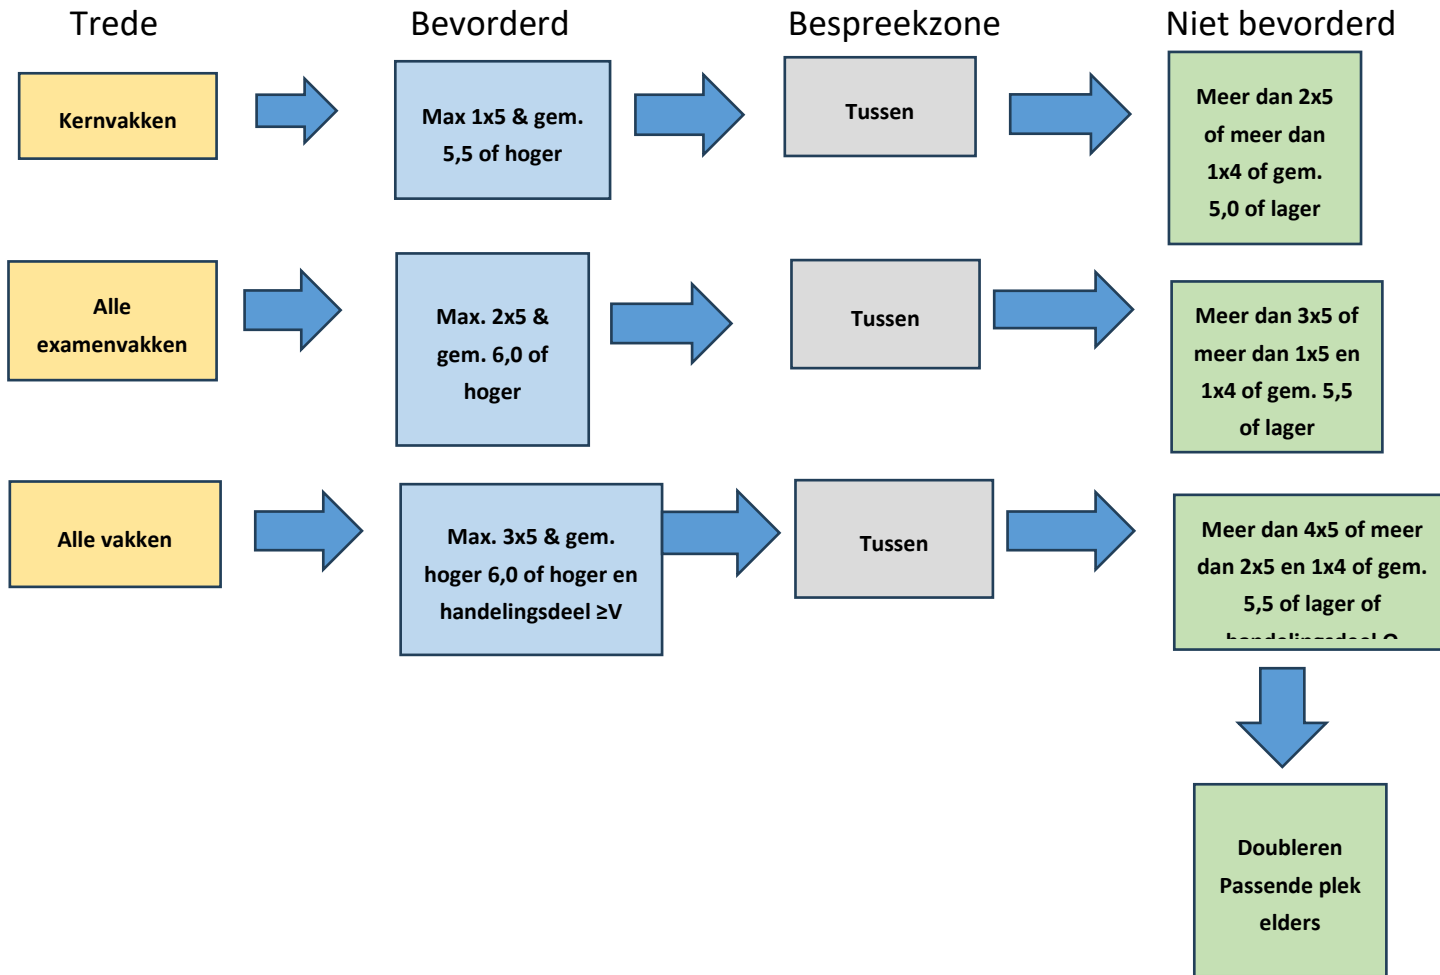 Trede
Bevorderd
Bespreekzone
Niet bevorderd
Kernvakken
Max 1x5 & gem.
5,5 of hoger
Tussen
Meer dan 2x5
of meer dan
1x4 of gem.
5,0 of lager
Alle
examenvakken
Max. 2x5 &
gem. 6,0 of
hoger
Tussen
Meer dan 3x5 of
meer dan 1x5 en
1x4 of gem. 5,5
of lager
Alle vakken
Max. 3x5 & gem.
hoger 6,0 of hoger en
handelingsdeel ≥V
Tussen
Meer dan 4x5 of meer
dan 2x5 en 1x4 of gem.
5,5 of lager of
handelingsdeel
Doubleren
Passende plek
elders